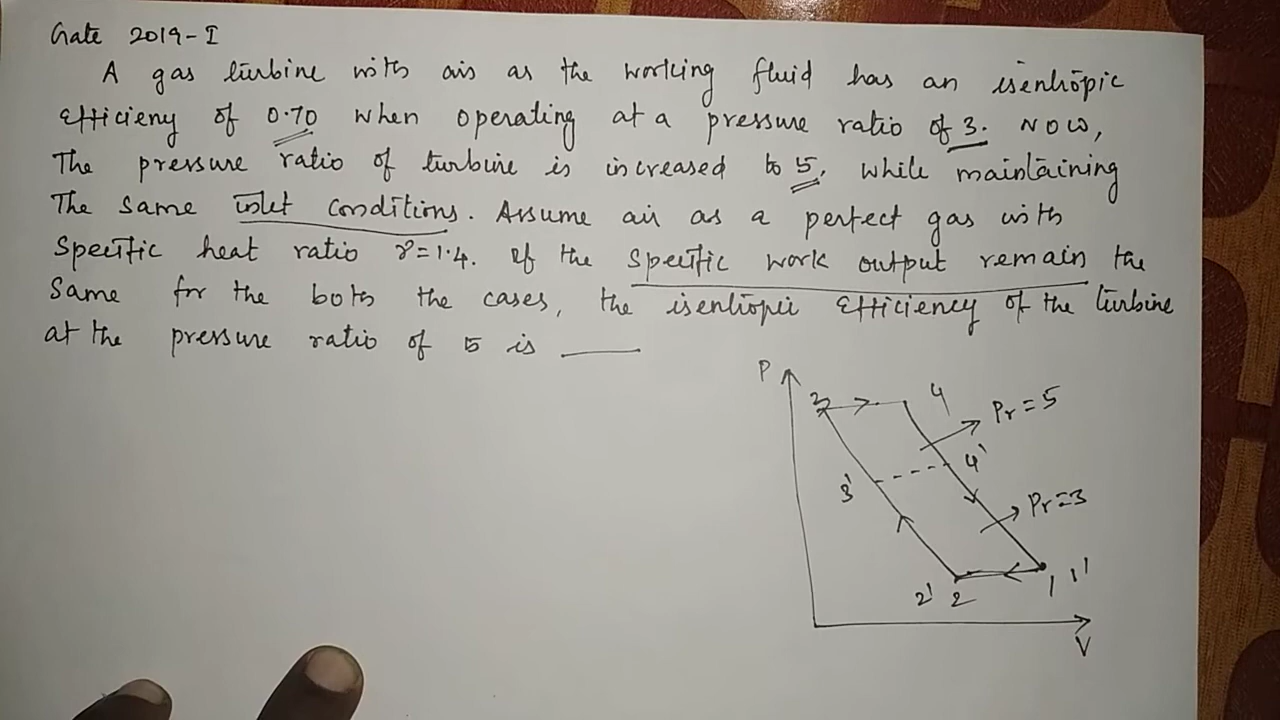 Gate 2019-I
A gas turbine with air as the working fluid has an isentropic
Efficieny of 0.70 when operating at a pressure ratio of 3. NOW,
The pressure ratio of turbine is increased to 5, while maintaining
The same inlet conditions. Assume air as a perfect gas with
Specific heat ratio γ=1.4. If the specific work output remain the
Same for the both the cases, the isentropic Efficiency of the turbine
at the pressure ratio of 5 is ____
P
3
4
Pr=5
4'
3'
Pr=3
2'
2
1
1'
V